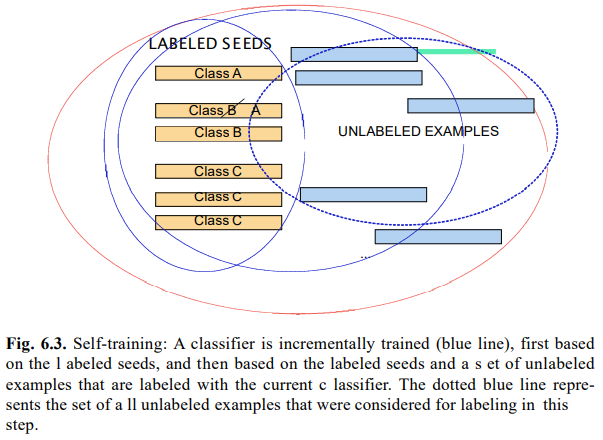 LABELED SEEDS
Class A
Class B A
Class B
UNLABELED EXAMPLES
Class C
Class C
Class C
...
Fig. 6.3. Self-training: A classifier is incrementally trained (blue line), first based
on the l abeled seeds, and then based on the labeled seeds and a s et of unlabeled
examples that are labeled with the current c lassifier. The dotted blue line repre-
sents the set of a ll unlabeled examples that were considered for labeling in this
step.